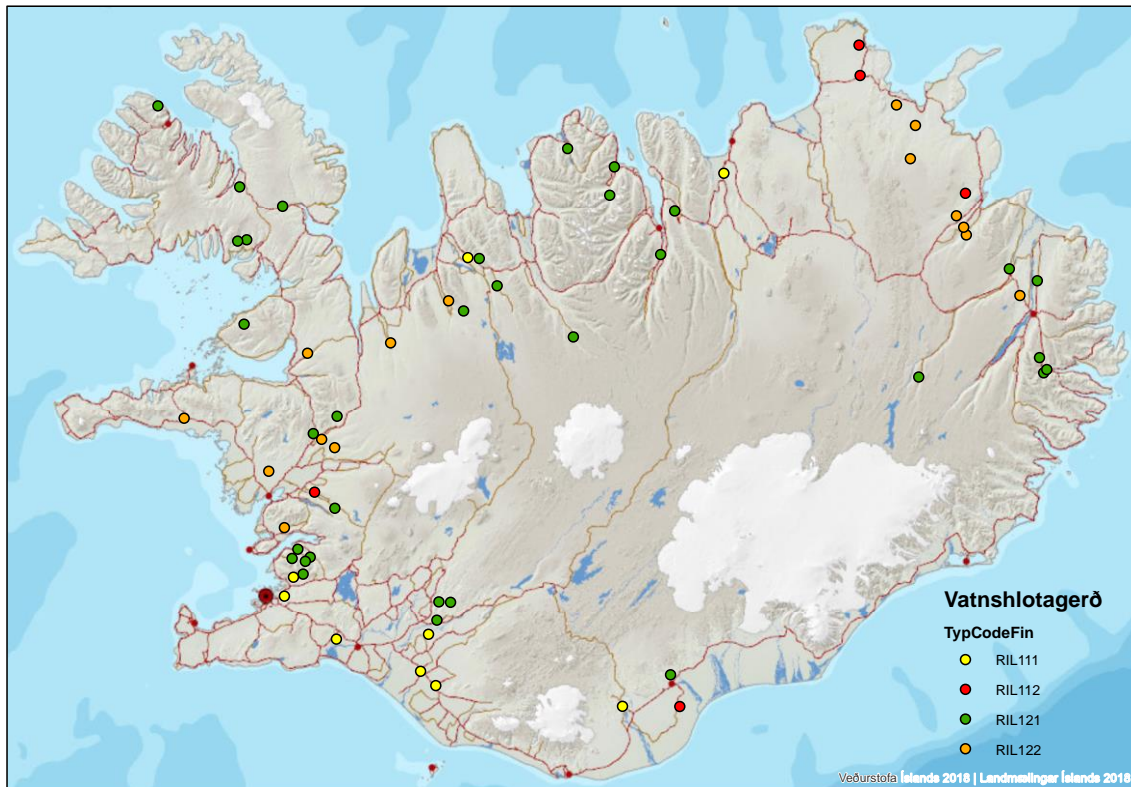 Vatnshlotagerð
TypCodeFin
RIL111
RIL112
RIL121
RIL122
Veðurstofa Íslands 2018 | Landmælingar Íslands 2018